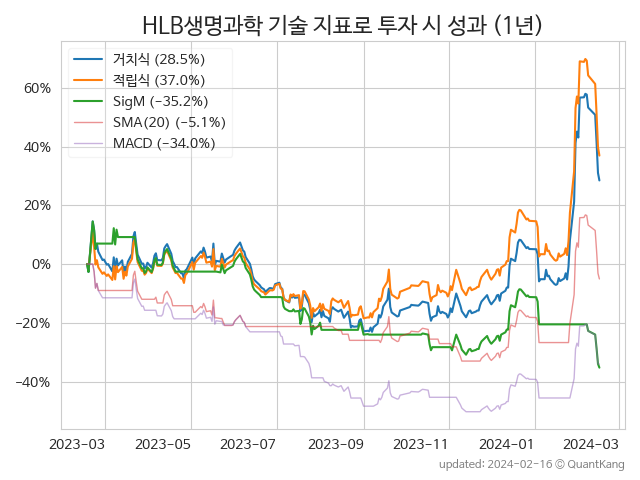 HLB생명과학 기술 지표로 투자 시 성과 (1년)
거치식 (28.5%)
적립식 (37.0%)
SigM (−35.2%)
SMA(20) (−5.1%)
MACD (−34.0%)
60%
40%
20%
0%
−20%
−40%
2023-03 2023-05 2023-07 2023-09 2023-11 2024-01 2024-03
updated: 2024-02-16 © QuantKang